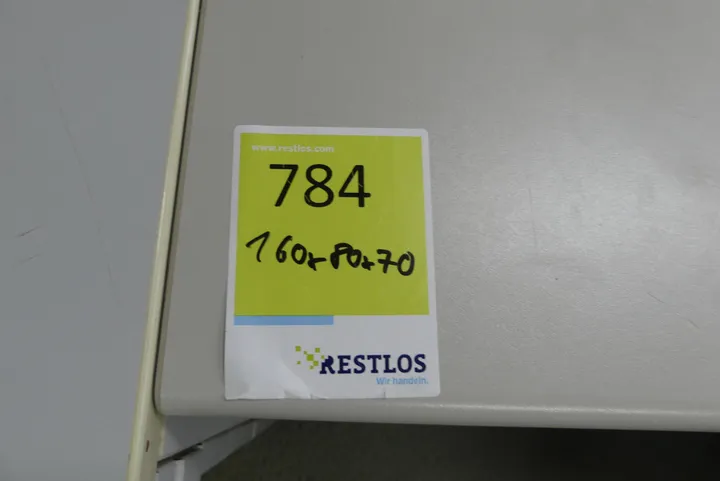 www.restlos.com
784
160x80x70
RESTLOS
Wir handeln.